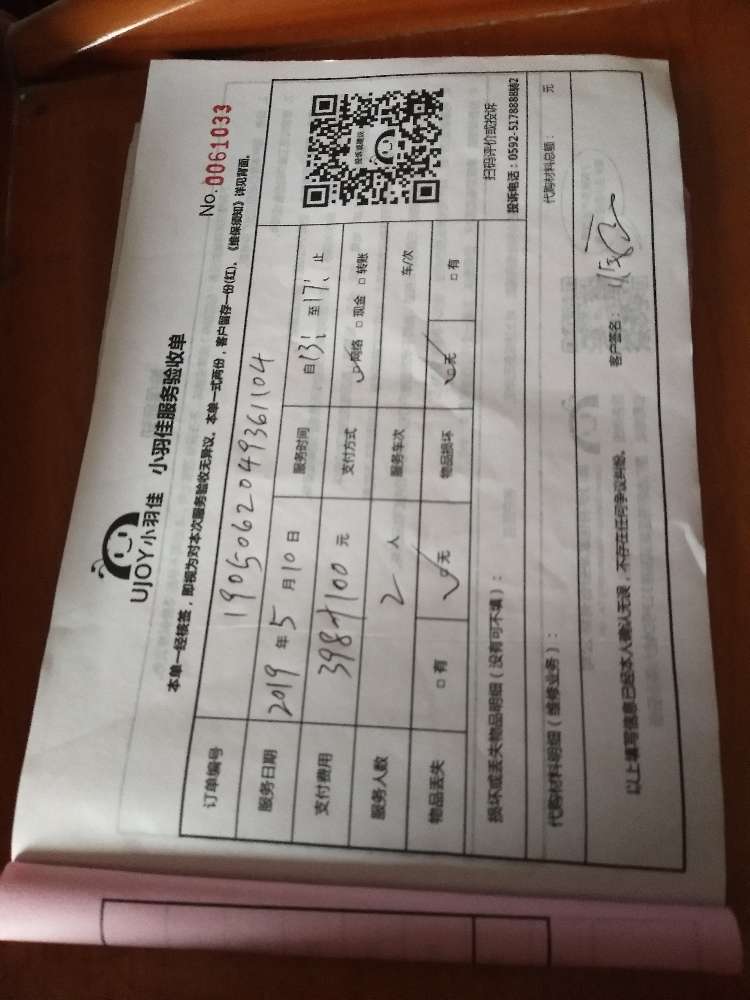 UJOY小羽佳 小羽佳服务验收单
No. 0061033
本单一经核签，即视为对本次服务验收无异议。本单一式两份，客户留存一份(红)。《维保须知》详见背面。
订单编号 1905062049361104
服务日期 2019 年 5 月 10 日 服务时间 自 13: 至 17: 止
支付费用 398+100 元 支付方式 ☑网络 □现金 □转账
服务人数 2 人 服务车次 车/次
物品丢失 □有 ☑无 物品损坏 ☑无 □有
投诉或建议
扫码评价或投诉
投诉电话：0592-5178888转2
损坏或丢失物品明细（没有可不填）：
代购材料明细（维修业务）： 代购材料总额： 元
以上填写信息已经本人确认无误，不存在任何争议纠纷。 客户签名：